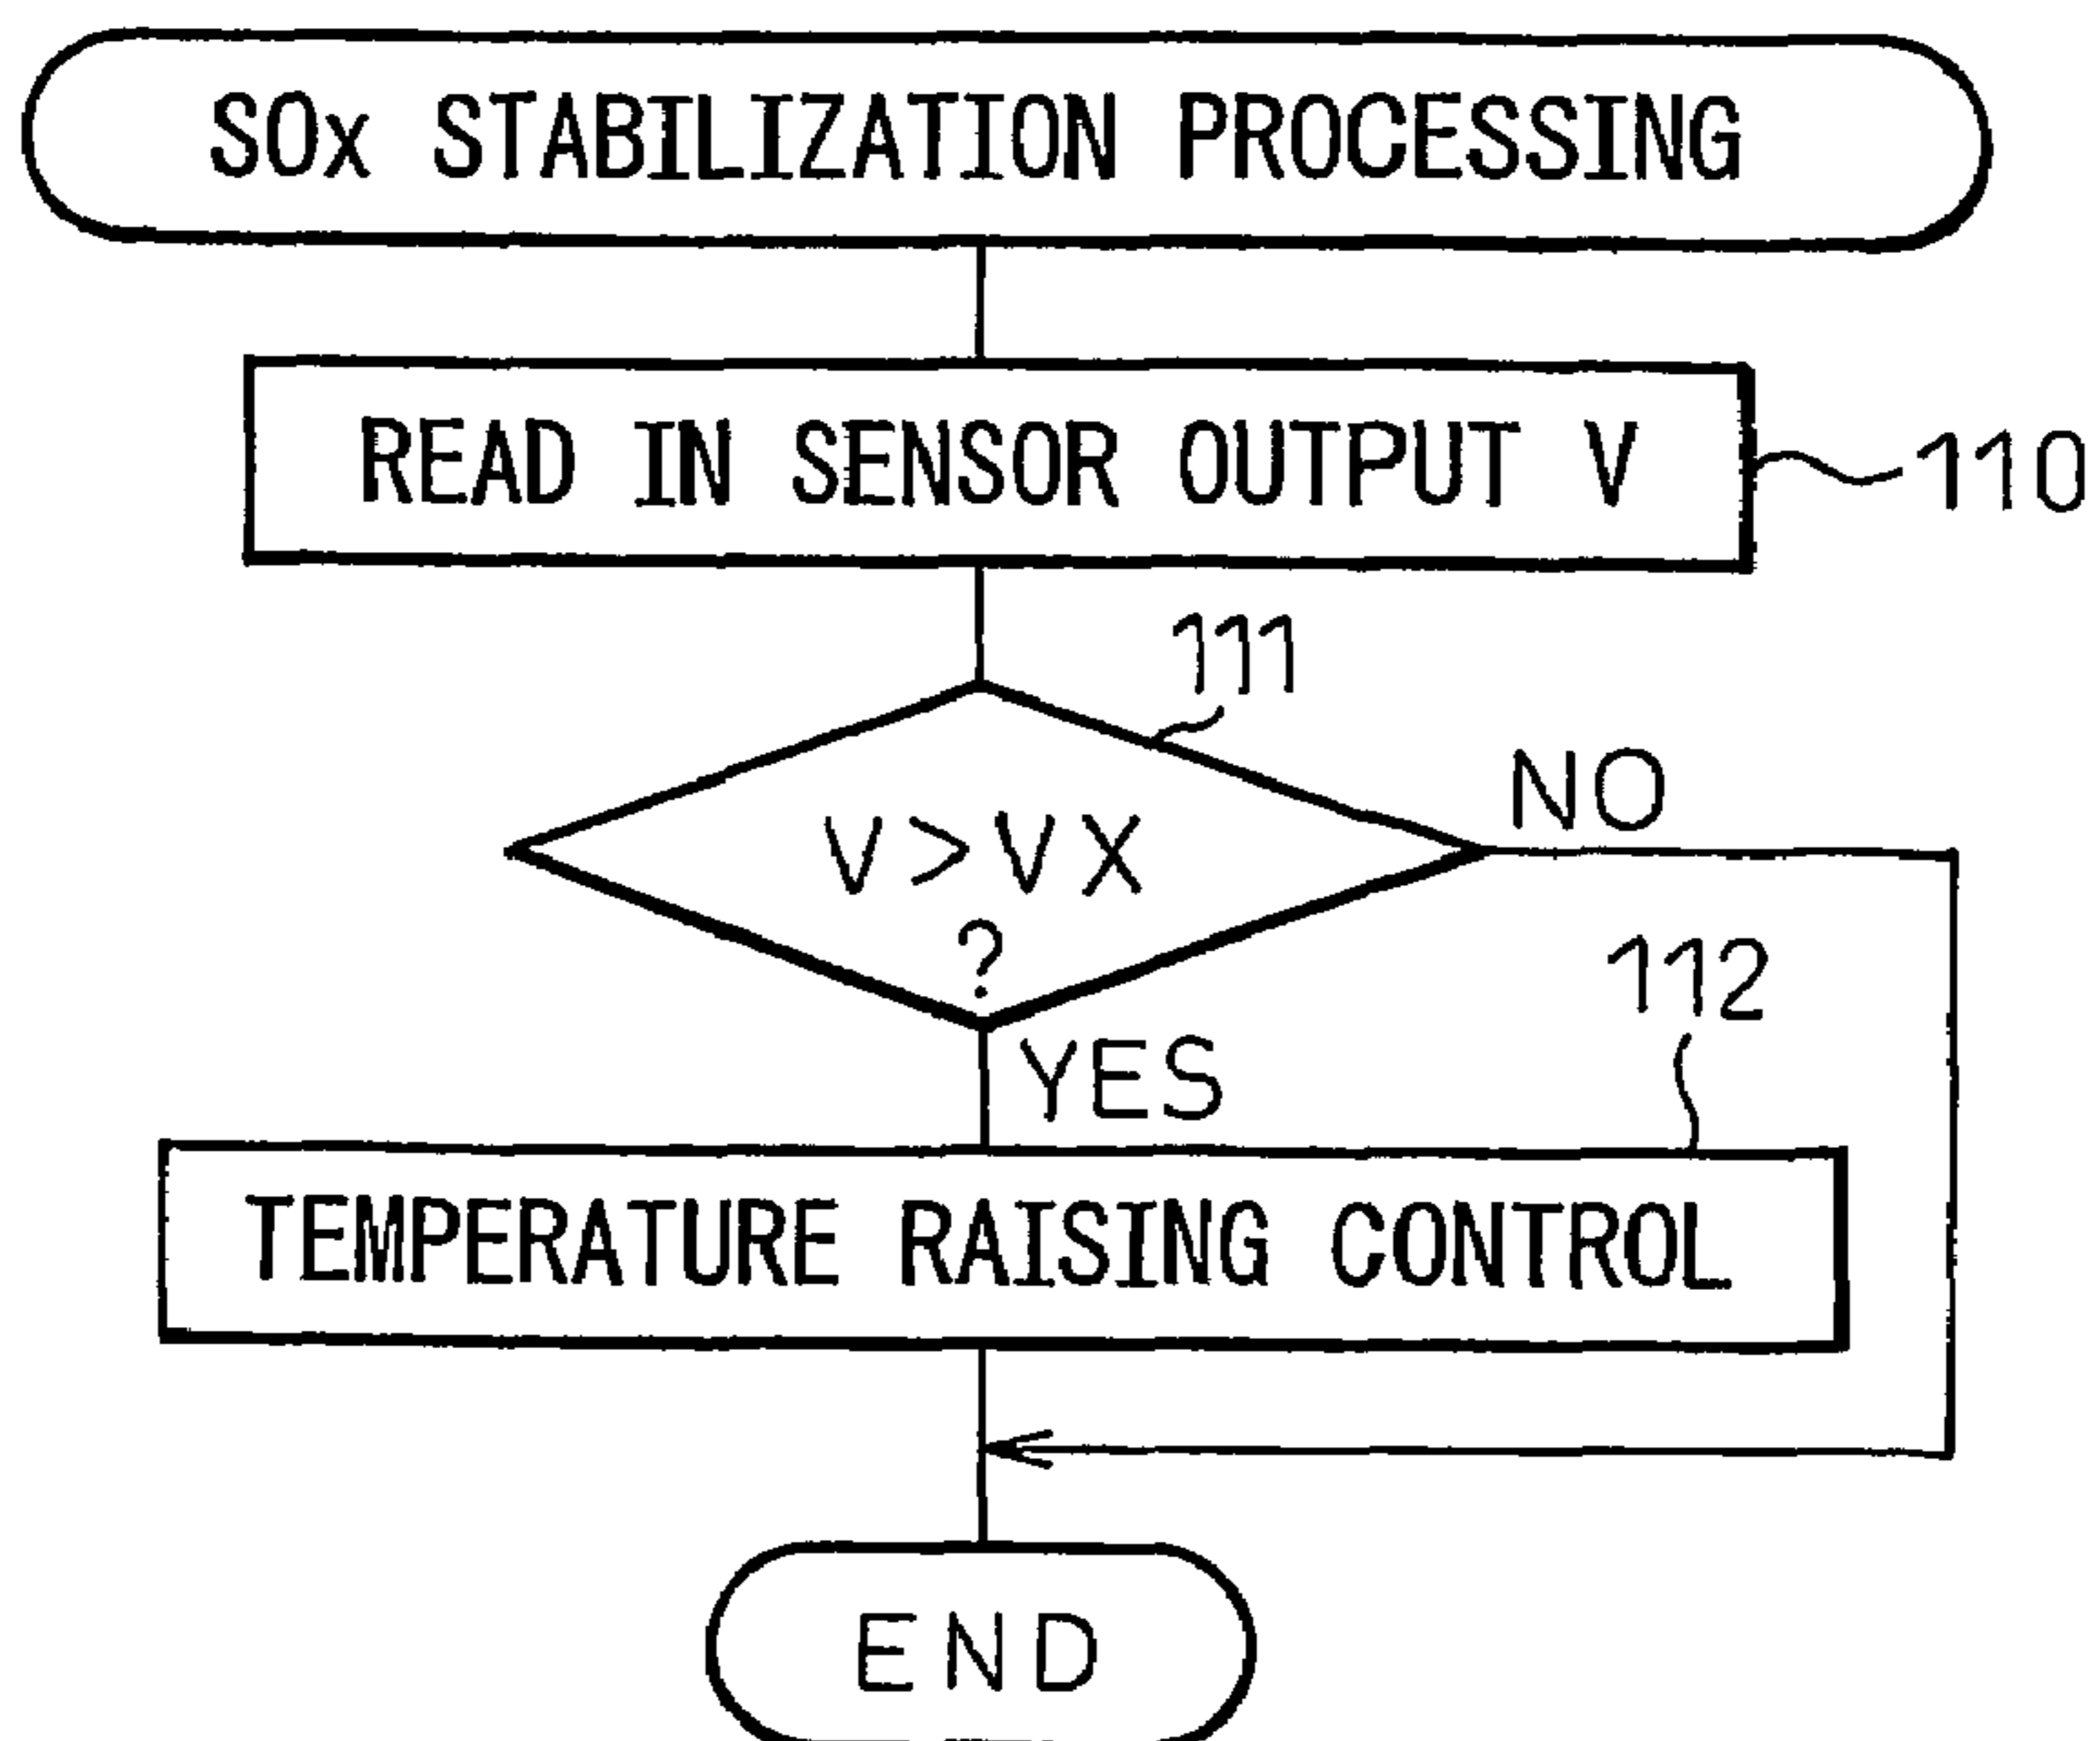 SOx STABILIZATION PROCESSING
READ IN SENSOR OUTPUT V
110
111
V>VX
?
NO
YES
112
TEMPERATURE RAISING CONTROL
END